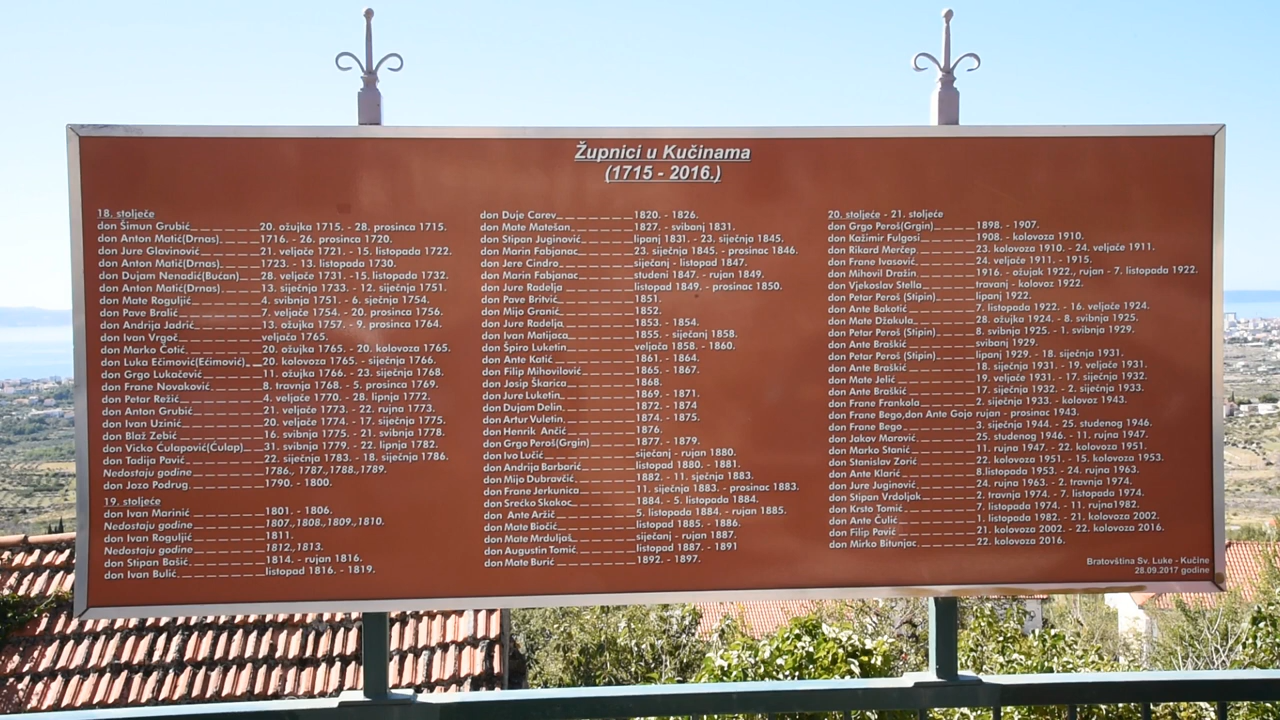 Župnici u Kučinama
(1715 - 2016.)
18. stoljeće
don Šimun Grubić 20. ožujka 1715. - 28. prosinca 1715.
don Anton Matić(Drnas) 1716. - 26. prosinca 1720.
don Jure Glavinović 21. veljače 1721. - 15. listopada 1722.
don Anton Matić(Drnas) 1723. - 13. listopada 1730.
don Dujam Nenadić(Bućan) 28. veljače 1731. - 15. listopada 1732.
don Anton Matić(Drnas) 13. siječnja 1733. - 12. siječnja 1751.
don Mate Roguljić 4. svibnja 1751. - 6. sječnja 1754.
don Pave Bralić 7. veljače 1754. - 20. prosinca 1756.
don Andrija Jadrić 13. ožujka 1757. - 9. prosinca 1764.
don Ivan Vrgoč veljača 1765.
don Marko Čotić 20. ožujka 1765. - 20. kolovoza 1765.
don Luka Ećimović(Ećimović) 20. kolovoza 1765. - siječnja 1766.
don Grgo Lukačević 11. ožujka 1766. - 23. siječnja 1768.
don Frane Novaković 8. travnja 1768. - 5. prosinca 1769.
don Petar Režić 4. veljače 1770. - 28. lipnja 1772.
don Anton Grubić 21. veljače 1773. - 22. rujna 1773.
don Ivan Uzinić 20. veljače 1774. - 17. siječnja 1775.
don Blaž Zebić 16. svibnja 1775. - 21. svibnja 1778.
don Vicko Čulapović(Čulap) 31. svibnja 1779. - 22. lipnja 1782.
don Tadija Pavić 22. siječnja 1783. - 18. siječnja 1786.
Nedostaju godine 1786., 1787.,1788.,1789.
don Jozo Podrug 1790. - 1800.
19. stoljeće
don Ivan Marinić 1801. - 1806.
Nedostaju godine 1807.,1808.,1809.,1810.
don Ivan Roguljić 1811.
Nedostaju godine 1812.,1813.
don Stipan Bašić 1814. - rujan 1816.
don Ivan Bulić listopad 1816. - 1819.
don Duje Carev 1820. - 1826.
don Mate Matešan 1827. - svibanj 1831.
don Stipan Juginović lipanj 1831. - 23. siječnja 1845.
don Marin Fabjanac 23. siječnja 1845. - prosinac 1846.
don Jere Cindro siječanj - listopad 1847.
don Marin Fabjanac studeni 1847. - rujan 1849.
don Jure Radelja listopad 1849. - prosinac 1850.
don Pave Britvić 1851.
don Mijo Granić 1852.
don Jure Radelja 1853. - 1854.
don Ivan Matijaca 1855. - siječanj 1858.
don Špiro Luketin veljača 1858. - 1860.
don Ante Katić 1861. - 1864.
don Filip Mihovilović 1865. - 1867.
don Josip Škarica 1868.
don Jure Luketin 1869. - 1871.
don Dujam Delin 1872. - 1874
don Artur Vuletin 1874. - 1875.
don Henrik Ančić 1876.
don Grgo Peroš(Grgin) 1877. - 1879.
don Ivo Lučić siječanj - rujan 1880.
don Andrija Barbarić listopad 1880. - 1881.
don Mijo Dubravčić 1882. - 11. sječnja 1883.
don Frane Jerkunica 11. siječnja 1883. - prosinac 1883.
don Srećko Skakoc 1884. - 5. listopada 1884.
don Ante Aržić 5. listopada 1884. - rujan 1885.
don Mate Biočić listopad 1885. - 1886.
don Mate Mrduljaš siječanj - rujan 1887.
don Augustin Tomić listopad 1887. - 1891
don Mate Burić 1892. - 1897.
20. stoljeće - 21. stoljeće
don Grgo Peroš(Grgin) 1898. - 1907.
don Kažimir Fulgosi 1908. - kolovoz 1910.
don Rikard Merćep 23. kolovoza 1910. - 24. veljače 1911.
don Frane Ivasović 24. veljače 1911. - 1915.
don Mihovil Dražin 1916. - ožujak 1922., rujan - 7. listopad 1922.
don Vjekoslav Stella travanj - kolovoz 1922.
don Petar Peroš (Stipin) lipanj 1922.
don Ante Bakotić 7. listopada 1922. - 16. veljače 1924.
don Mate Džakula 28. ožujka 1924. - 8. svibnja 1925.
don Petar Peroš (Stipin) 8. svibnja 1925. - 1. svibnja 1929.
don Ante Braškić svibanj 1929.
don Petar Peroš (Stipin) lipanj 1929. - 18. siječnja 1931.
don Ante Braškić 18. siječnja 1931. - 19. veljače 1931.
don Mate Jelić 19. veljače 1931. - 17. siječnja 1932.
don Ante Braškić 17. siječnja 1932. - 2. siječnja 1933.
don Frane Frankola 2. siječnja 1933. - kolovoz 1943.
don Frane Bego,don Ante Gojo rujan - prosinac 1943.
don Frane Bego 3. siječnja 1944. - 25. studenog 1946.
don Jakov Marović 25. studenog 1946. - 11. rujna 1947.
don Marko Stanić 11. rujna 1947. - 22. kolovoza 1951.
don Stanislav Zorić 22. kolovoza 1951. - 15. kolovoza 1953.
don Ante Klarić 8.listopada 1953. - 24. rujna 1963.
don Jure Juginović 24. rujna 1963. - 2. travnja 1974.
don Stipan Vrdoljak 2. travnja 1974. - 7. listopada 1974.
don Krsto Tomić 7. listopada 1974. - 11. rujna1982.
don Ante Čulić 1. listopada 1982. - 21. kolovoza 2002.
don Filip Pavić 21. kolovoza 2002. - 22. kolovoza 2016.
don Mirko Bitunjac 22. kolovoza 2016.
Bratovština Sv. Luke - Kučine
28.09.2017 godine